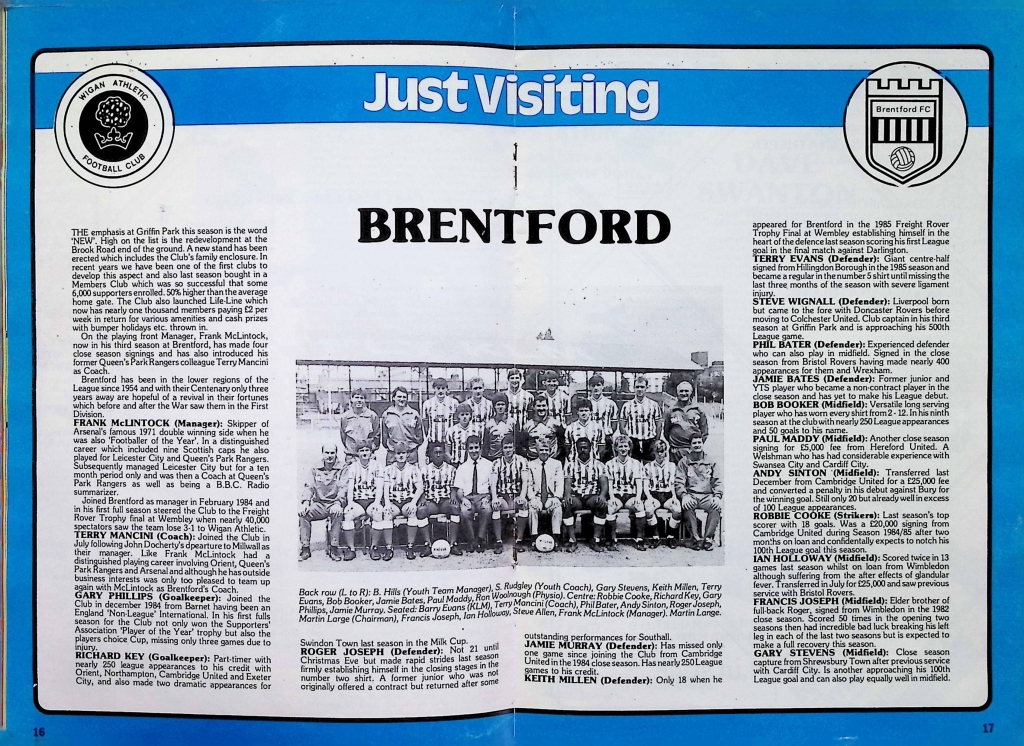 Just Visiting
WIGAN ATHLETIC
FOOTBALL CLUB
Brentford FC
BRENTFORD
THE emphasis at Griffin Park this season is the word
'NEW'. High on the list is the redevelopment at the
Brook Road end of the ground. A new stand has been
erected which includes the Club's family enclosure. In
recent years we have been one of the first clubs to
develop this aspect and also last season bought in a
Members Club which was so successful that some
6,000 supporters enrolled. 50% higher than the average
home gate. The Club also launched Life-Line which
now has nearly one thousand members paying £2 per
week in return for various amenities and cash prizes
with bumper holidays etc. thrown in.
On the playing front Manager, Frank McLintock,
now in his third season at Brentford, has made four
close season signings and has also introduced his
former Queen's Park Rangers colleague Terry Mancini
as Coach.
Brentford has been in the lower regions of the
League since 1954 and with their Centenary only three
years away are hopeful of a revival in their fortunes
which before and after the War saw them in the First
Division.
FRANK McLINTOCK (Manager): Skipper of
Arsenal's famous 1971 double winning side when he
was also 'Footballer of the Year'. In a distinguished
career which included nine Scottish caps he also
played for Leicester City and Queen's Park Rangers.
Subsequently managed Leicester City but for a ten
month period only and was then a Coach at Queen's
Park Rangers as well as being a B.B.C. Radio
summarizer.
Joined Brentford as manager in February 1984 and
in his first full season steered the Club to the Freight
Rover Trophy final at Wembley when nearly 40,000
spectators saw the team lose 3-1 to Wigan Athletic.
TERRY MANCINI (Coach): Joined the Club in
July following John Docherty's dpearture to Millwall as
their manager. Like Frank McLintock had a
distinguished playing career involving Orient, Queen's
Park Rangers and Arsenal and although he has outside
business interests was only too pleased to team up
again with McLintock as Brentford's Coach.
GARY PHILLIPS (Goalkeeper): Joined the
Club in december 1984 from Barnet having been an
England 'Non-League' International. In his first fulls
season for the Club not only won the Supporters'
Association 'Player of the Year' trophy but also the
players choice Cup, missing only three games due to
injury.
RICHARD KEY (Goalkeeper): Part-timer with
nearly 250 league appearances to his credit with
Orient, Northampton, Cambridge United and Exeter
City, and also made two dramatic appearances for
Back row (L to R): B. Hills (Youth Team Manager), S. Rudgley (Youth Coach), Gary Stevens, Keith Millen, Terry
Evans, Bob Booker, Jamie Bates, Paul Maddy, Ron Woolnough (Physio). Centre: Robbie Cooke, Richard Key, Gary
Phillips, Jamie Murray. Seated: Barry Evans (KLM), Terry Mancini (Coach), Phil Bater, Andy Sinton, Roger Joseph,
Martin Large (Chairman), Francis Joseph, Ian Holloway, Steve Allen, Frank McLintock (Manager). Martin Lange.
Swindon Town last season in the Milk Cup.
ROGER JOSEPH (Defender): Not 21 until
Christmas Eve but made rapid strides last season
firmly establishing himself in the closing stages in the
number two shirt. A former junior who was not
originally offered a contract but returned after some
outstanding performances for Southall.
JAMIE MURRAY (Defender): Has missed only
one game since joining the Club from Cambridge
United in the 1984 close season. Has nearly 250 League
games to his credit.
KEITH MILLEN (Defender): Only 18 when he
appeared for Brentford in the 1985 Freight Rover
Trophy Final at Wembley establishing himself in the
heart of the defence last season scoring his first League
goal in the final match against Darlington.
TERRY EVANS (Defender): Giant centre-half
signed from Hillingdon Borough in the 1985 season and
became a regular in the number 5 shirt until missing the
last three months of the season with severe ligament
injury.
STEVE WIGNALL (Defender): Liverpool born
but came to the fore with Doncaster Rovers before
moving to Colchester United. Club captain in his third
season at Griffin Park and is approaching his 500th
League game.
PHIL BATER (Defender): Experienced defender
who can also play in midfield. Signed in the close
season from Bristol Rovers having made nearly 400
appearances for them and Wrexham.
JAMIE BATES (Defender): Former junior and
YTS player who became a non-contract player in the
close season and has yet to make his League debut.
BOB BOOKER (Midfield): Versatile long serving
player who has worn every shirt from 2 - 12. In his ninth
season at the club with nearly 250 League appearances
and 50 goals to his name.
PAUL MADDY (Midfield): Another close season
signing for £5,000 fee from Hereford United. A
Welshman who has had considerable experience with
Swansea City and Cardiff City.
ANDY SINTON (Midfield): Transferred last
December from Cambridge United for a £25,000 fee
and converted a penalty in his debut against Bury for
the winning goal. Still only 20 but already well in excess
of 100 League appearances.
ROBBIE COOKE (Strikers): Last season's top
scorer with 18 goals. Was a £20,000 signing from
Cambridge United during Season 1984/85 after two
months on loan and confidentally expects to notch his
100th League goal this season.
IAN HOLLOWAY (Midfield): Scored twice in 13
games last season whilst on loan from Wimbledon
although suffering from the after effects of glandular
fever. Transferred in July for £25,000 and saw previous
service with Bristol Rovers.
FRANCIS JOSEPH (Midfield): Elder brother of
full-back Roger, signed from Wimbledon in the 1982
close season. Scored 50 times in the opening two
seasons then had incredible bad luck breaking his left
leg in each of the last two seasons but is expected to
make a full recovery this season.
GARY STEVENS (Midfield): Close season
capture from Shrewsbury Town after previous service
with Cardiff City. Is another approaching his 100th
League goal and can also play equally well in midfield.
16
17